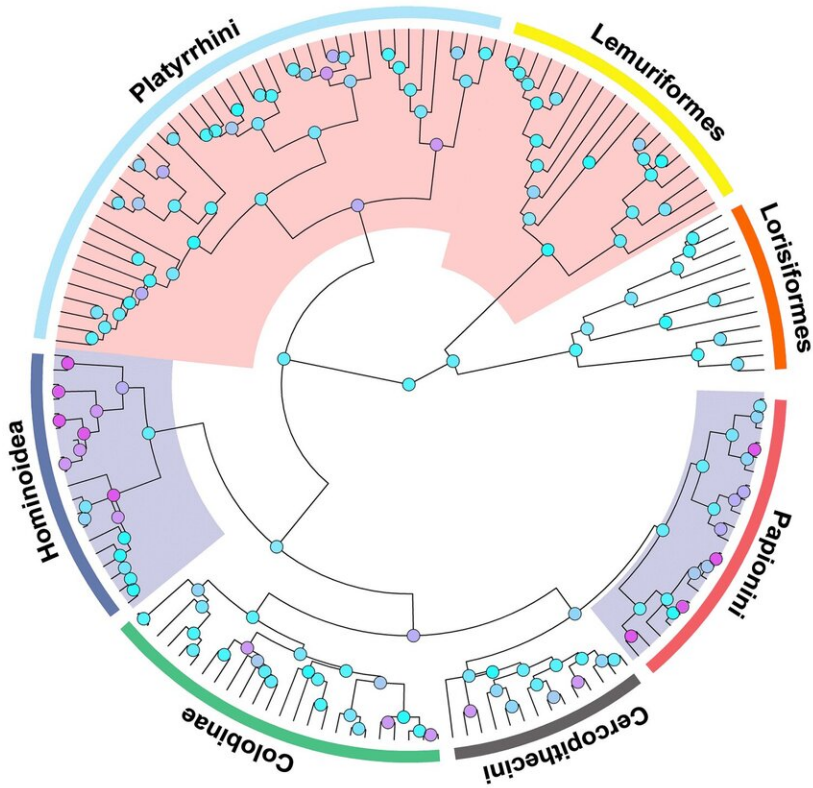 Platyrrhini
Lemuriformes
Lorisiformes
Hominoidea
Papionini
Colobinae
Cercopithecini